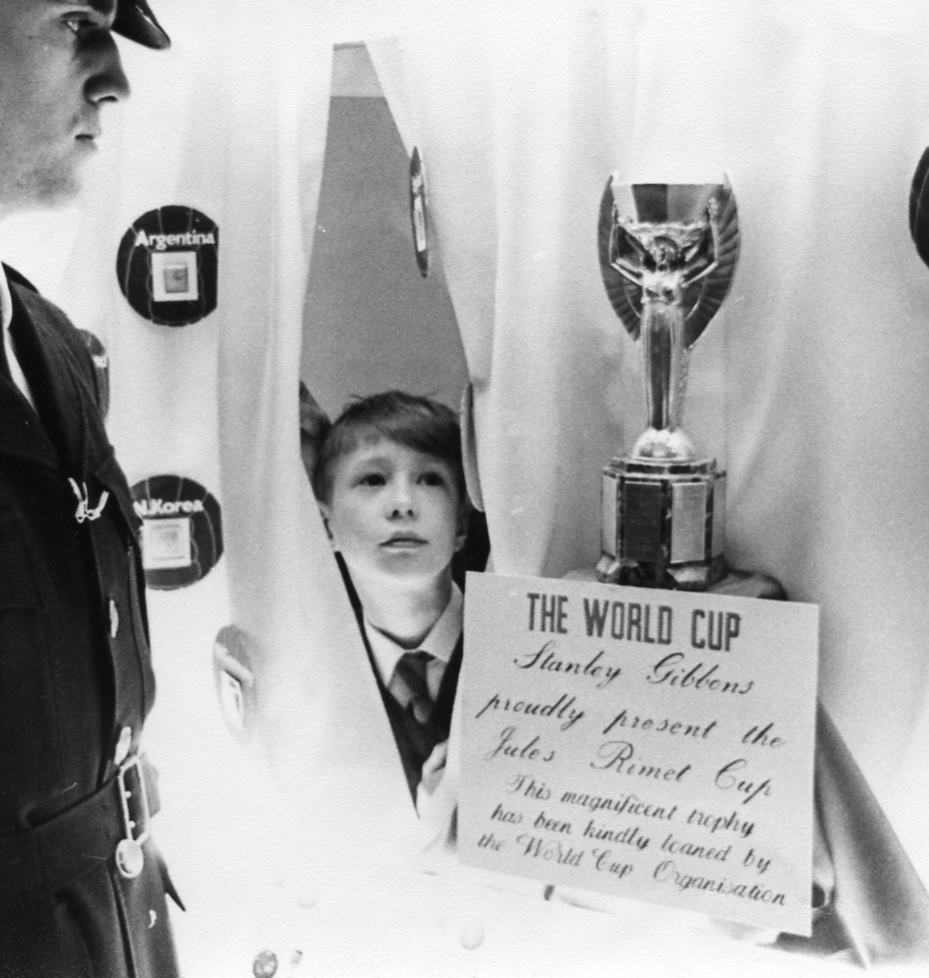 Argentina
N.Korea
THE WORLD CUP
Stanley Gibbons
proudly present the
Jules Rimet Cup
This magnificent trophy
has been kindly loaned by
the World Cup Organisation